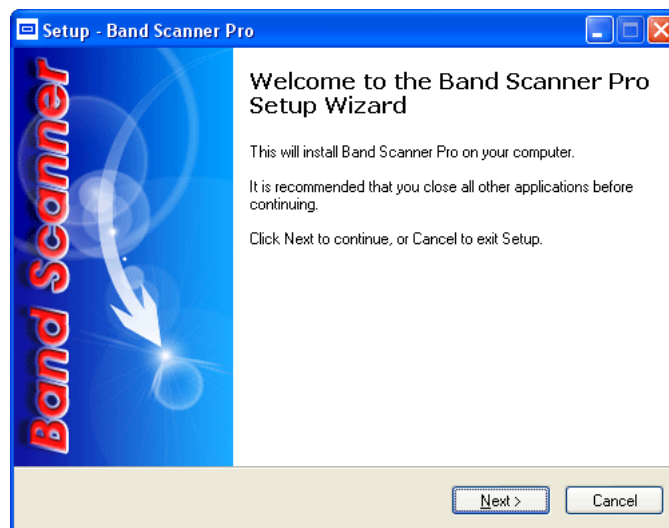 Setup - Band Scanner Pro
Band Scanner
Welcome to the Band Scanner Pro
Setup Wizard
This will install Band Scanner Pro on your computer.
It is recommended that you close all other applications before
continuing.
Click Next to continue, or Cancel to exit Setup.
Next >
Cancel